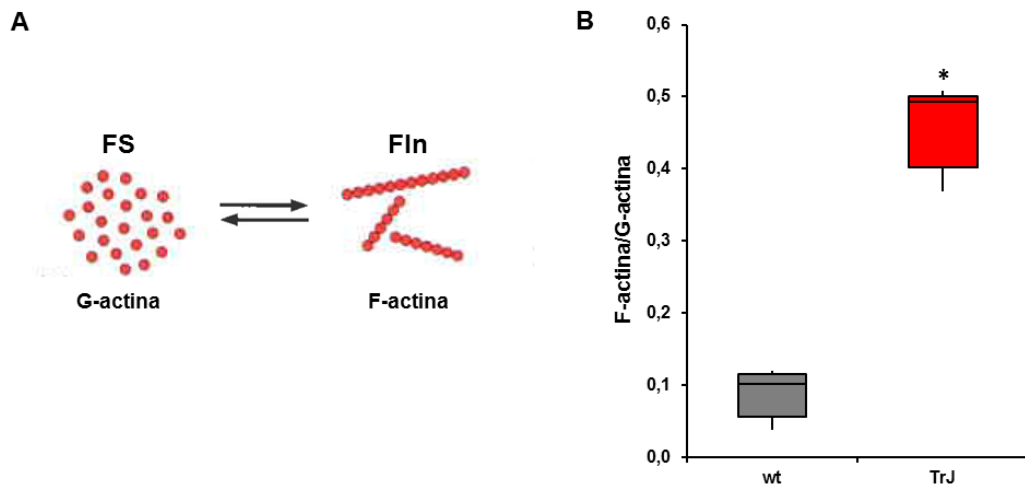 A
FS
FIn
G-actina
F-actina
B
F-actina/G-actina
0,6
0,5
0,4
0,3
0,2
0,1
0,0
*
wt
TrJ